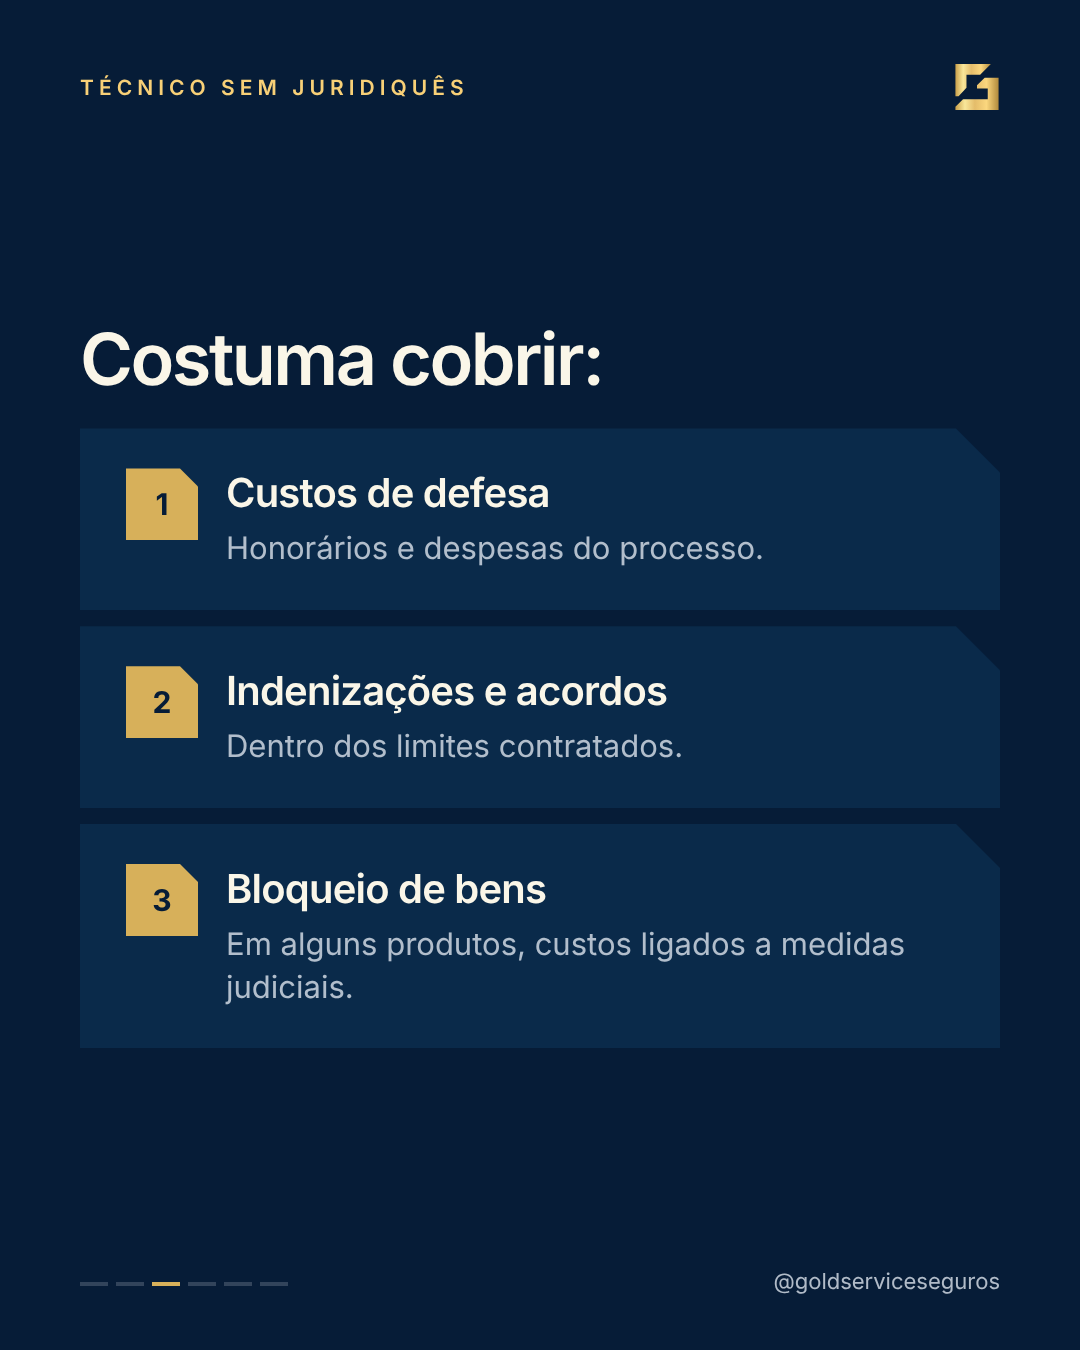 TÉCNICO SEM JURIDIQUÊS
Costuma cobrir:
1
Custos de defesa
Honorários e despesas do processo.
2
Indenizações e acordos
Dentro dos limites contratados.
3
Bloqueio de bens
Em alguns produtos, custos ligados a medidas
judiciais.
@goldserviceseguros